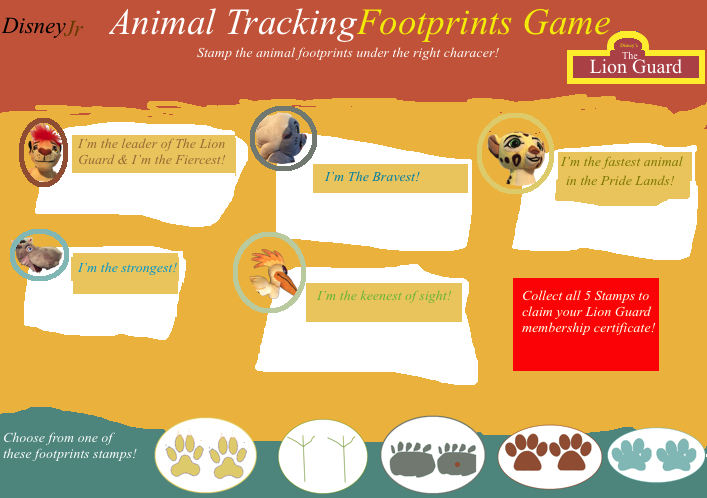 DisneyJr
Animal TrackingFootprints Game
Stamp the animal footprints under the right characer!
Disney's
The
Lion Guard
I'm the leader of The Lion
Guard & I'm the Fiercest!
I'm The Bravest!
I'm the fastest animal
in the Pride Lands!
I'm the strongest!
I'm the keenest of sight!
Collect all 5 Stamps to
claim your Lion Guard
membership certificate!
Choose from one of
these footprints stamps!